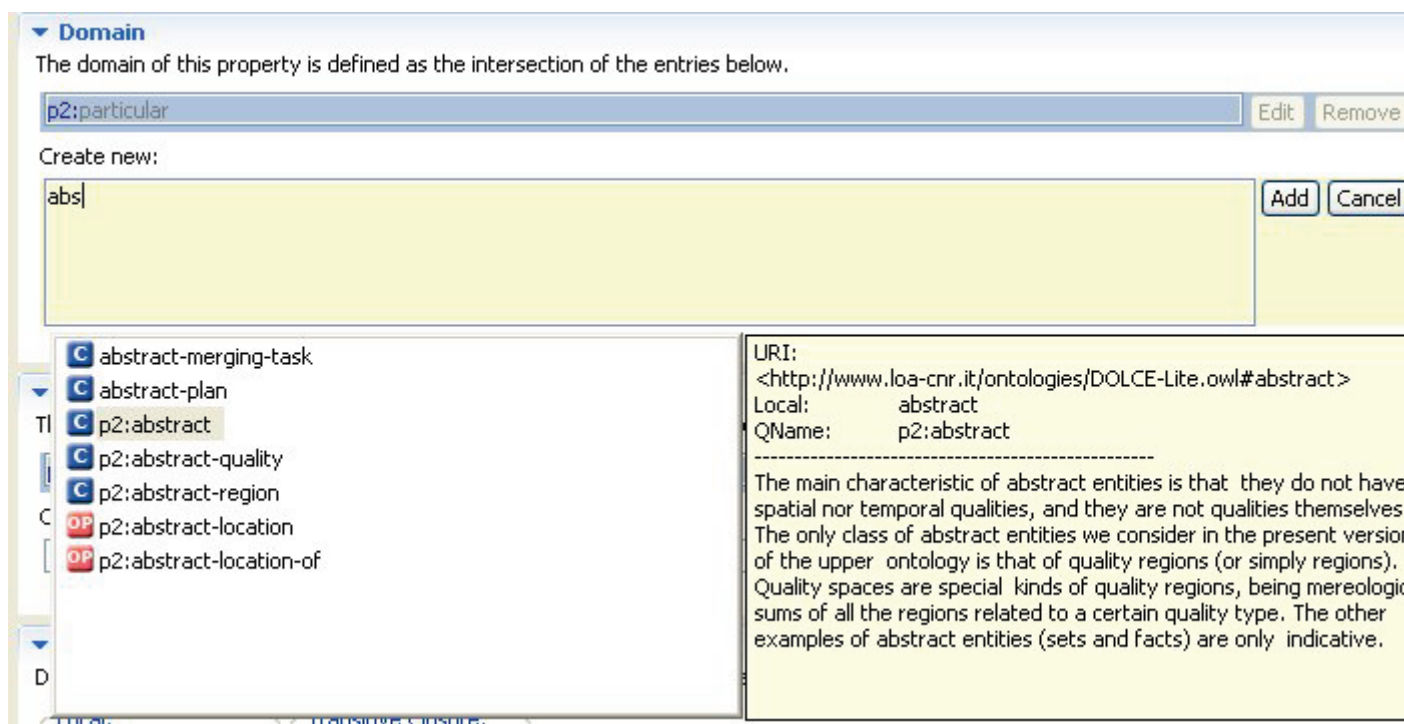 Domain
The domain of this property is defined as the intersection of the entries below.
p2:particular Edit Remove
Create new:
abs Add Cancel
C abstract-merging-task
C abstract-plan
C p2:abstract
C p2:abstract-quality
C p2:abstract-region
OP p2:abstract-location
OP p2:abstract-location-of
URI:
<http://www.loa-cnr.it/ontologies/DOLCE-Lite.owl#abstract>
Local: abstract
QName: p2:abstract
--------------------------------------------------
The main characteristic of abstract entities is that they do not have
spatial nor temporal qualities, and they are not qualities themselves
The only class of abstract entities we consider in the present version
of the upper ontology is that of quality regions (or simply regions).
Quality spaces are special kinds of quality regions, being mereologic
sums of all the regions related to a certain quality type. The other
examples of abstract entities (sets and facts) are only indicative.